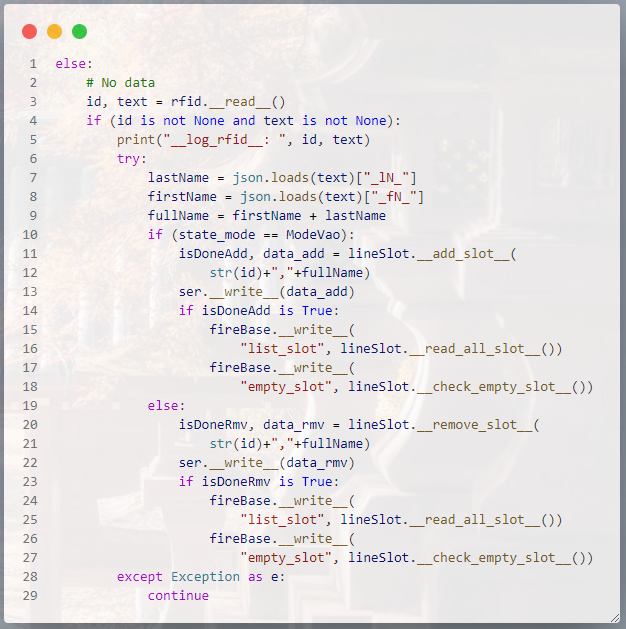 1 else:
2     # No data
3     id, text = rfid.__read__()
4     if (id is not None and text is not None):
5         print("__log_rfid__: ", id, text)
6         try:
7             lastName = json.loads(text)["_lN_"]
8             firstName = json.loads(text)["_fN_"]
9             fullName = firstName + lastName
10             if (state_mode == ModeVao):
11                 isDoneAdd, data_add = lineSlot.__add_slot__(
12                     str(id)+","+fullName)
13                 ser.__write__(data_add)
14                 if isDoneAdd is True:
15                     fireBase.__write__(
16                         "list_slot", lineSlot.__read_all_slot__())
17                     fireBase.__write__(
18                         "empty_slot", lineSlot.__check_empty_slot__())
19             else:
20                 isDoneRmv, data_rmv = lineSlot.__remove_slot__(
21                     str(id)+","+fullName)
22                 ser.__write__(data_rmv)
23                 if isDoneRmv is True:
24                     fireBase.__write__(
25                         "list_slot", lineSlot.__read_all_slot__())
26                     fireBase.__write__(
27                         "empty_slot", lineSlot.__check_empty_slot__())
28         except Exception as e:
29             continue